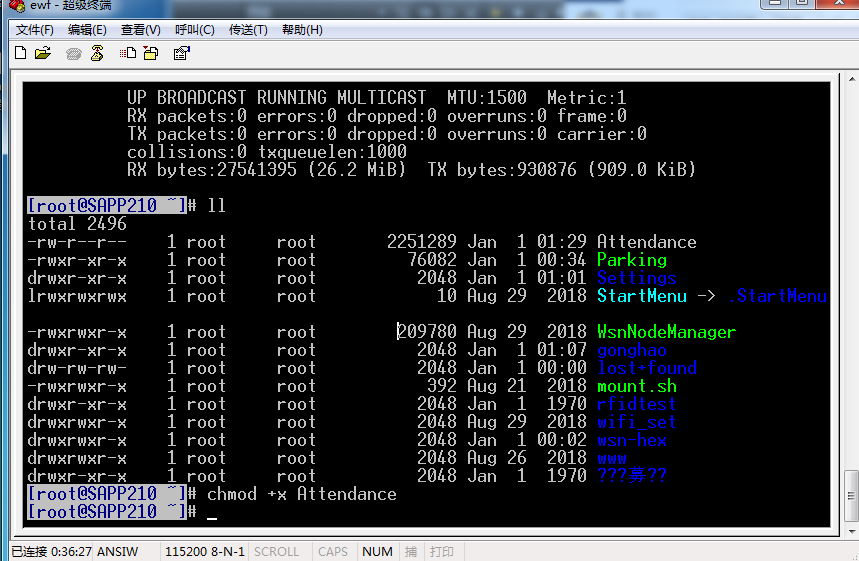 ewf - 超级终端
文件(F) 编辑(E) 查看(V) 呼叫(C) 传送(T) 帮助(H)
UP BROADCAST RUNNING MULTICAST  MTU:1500  Metric:1
RX packets:0 errors:0 dropped:0 overruns:0 frame:0
TX packets:0 errors:0 dropped:0 overruns:0 carrier:0
collisions:0 txqueuelen:1000
RX bytes:27541395 (26.2 MiB)  TX bytes:930876 (909.0 KiB)
[root@SAPP210 ~]# ll
total 2496
-rw-r--r--    1 root     root       2251289 Jan  1 01:29 Attendance
-rwxr-xr-x    1 root     root         76082 Jan  1 00:34 Parking
drwxr-xr-x    1 root     root          2048 Jan  1 01:01 Settings
lrwxrwxrwx    1 root     root            10 Aug 29  2018 StartMenu -> .StartMenu
-rwxrwxr-x    1 root     root        209780 Aug 29  2018 WsnNodeManager
drwxr-xr-x    1 root     root          2048 Jan  1 01:07 gonghao
drw-rw-rw-    1 root     root          2048 Jan  1 00:00 lost+found
-rwxrwxr-x    1 root     root           392 Aug 21  2018 mount.sh
drwxr-xr-x    1 root     root          2048 Jan  1  1970 rfidtest
drwxrwxr-x    1 root     root          2048 Aug 29  2018 wifi_set
drwxrwxr-x    1 root     root          2048 Jan  1 00:02 wsn-hex
drwxrwxr-x    1 root     root          2048 Aug 26  2018 www
drwxr-xr-x    1 root     root          2048 Jan  1  1970 ?????
[root@SAPP210 ~]# chmod +x Attendance
[root@SAPP210 ~]# _
已连接 0:36:27 ANSIW 115200 8-N-1 SCROLL CAPS NUM 捕 打印